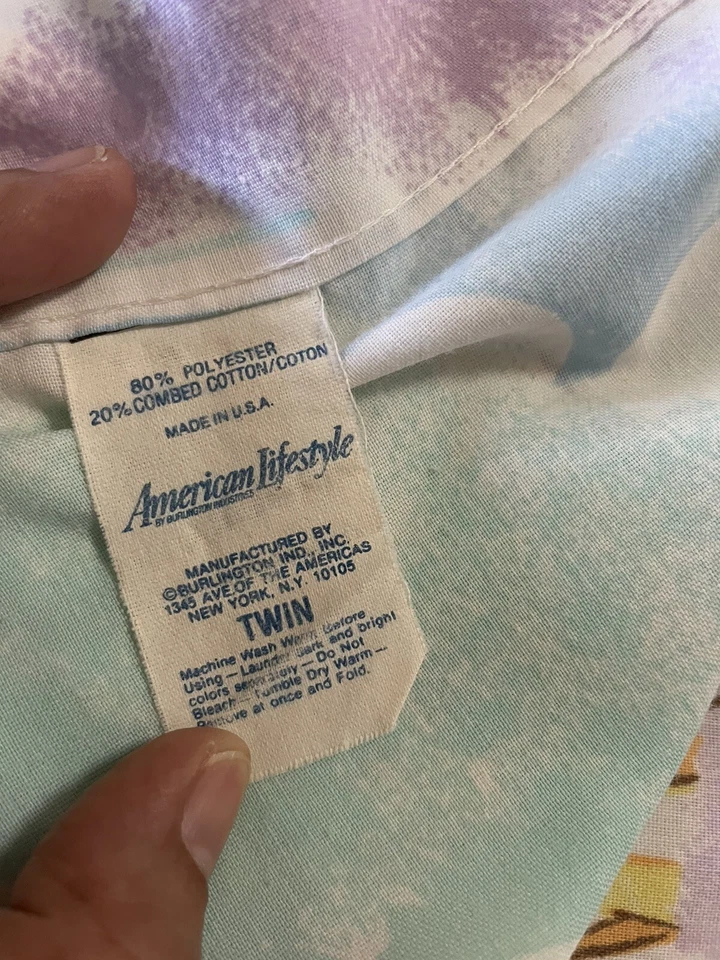 80% POLYESTER
20% COMBED COTTON/COTON
MADE IN U.S.A.
American Lifestyle
BY BURLINGTON INDUSTRIES
MANUFACTURED BY
©BURLINGTON IND., INC.
1345 AVE.OF THE AMERICAS
NEW YORK, N.Y. 10105
TWIN
Machine Wash Warm Before
Using — Launder dark and bright
colors separately — Do Not
Bleach — Tumble Dry Warm —
Remove at once and Fold.